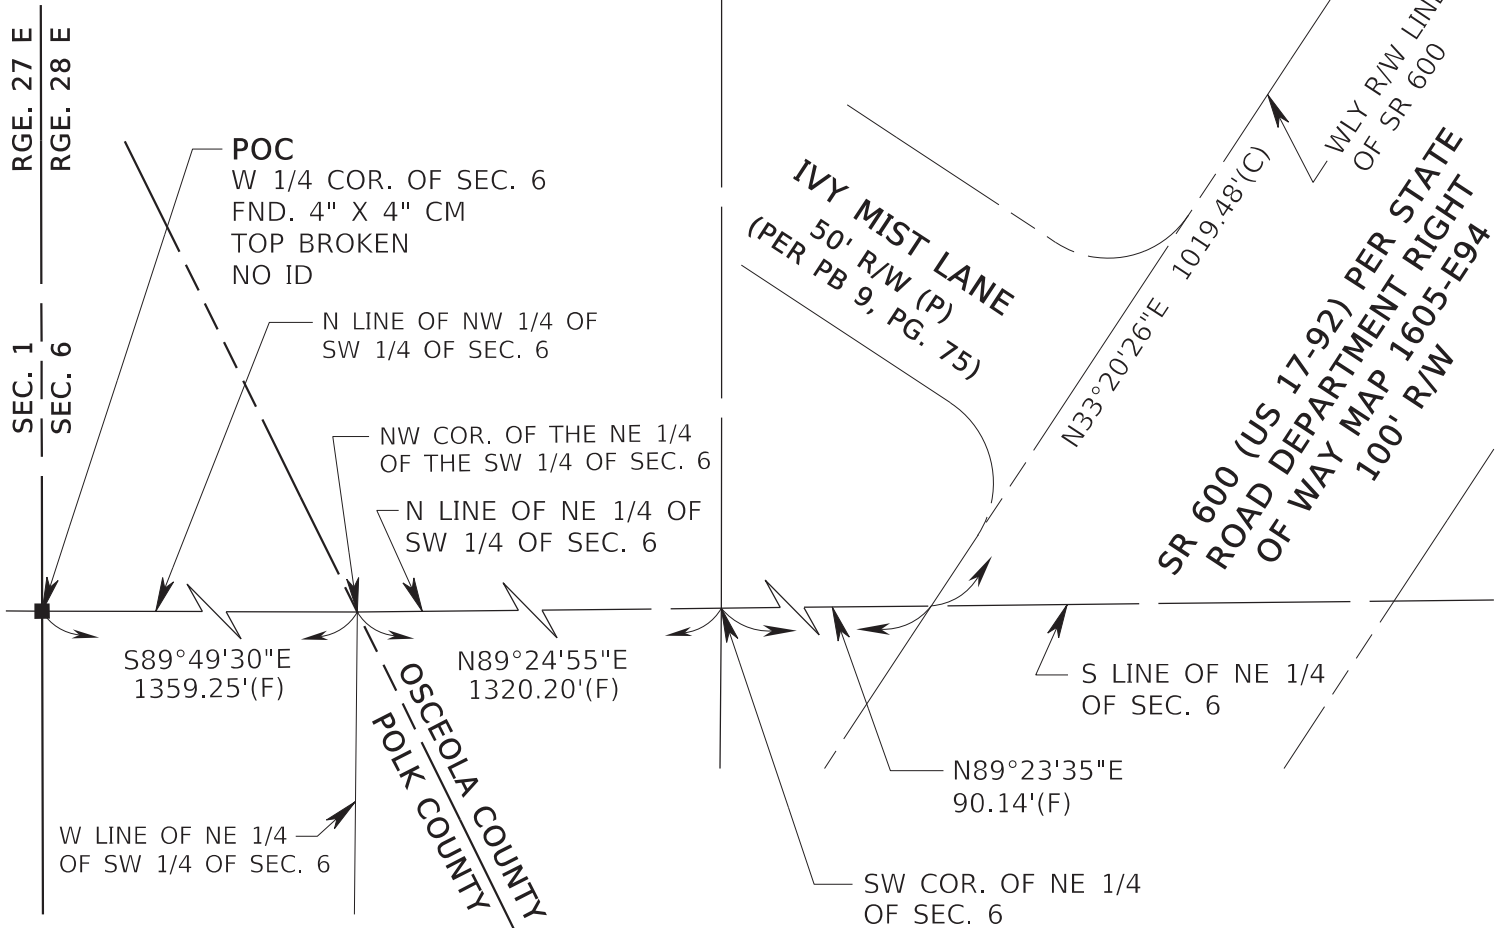 RGE. 27 E
RGE. 28 E
SEC. 1
SEC. 6
POC
W 1/4 COR. OF SEC. 6
FND. 4" X 4" CM
TOP BROKEN
NO ID
N LINE OF NW 1/4 OF
SW 1/4 OF SEC. 6
NW COR. OF THE NE 1/4
OF THE SW 1/4 OF SEC. 6
N LINE OF NE 1/4 OF
SW 1/4 OF SEC. 6
IVY MIST LANE
50' R/W (P)
(PER PB 9, PG. 75)
N33°20'26"E 1019.48'(C)
WLY R/W LINE
OF SR 600
SR 600 (US 17-92) PER STATE
ROAD DEPARTMENT RIGHT
OF WAY MAP 1605-E94
100' R/W
S89°49'30"E
1359.25'(F)
N89°24'55"E
1320.20'(F)
OSCEOLA COUNTY
POLK COUNTY
S LINE OF NE 1/4
OF SEC. 6
N89°23'35"E
90.14'(F)
W LINE OF NE 1/4
OF SW 1/4 OF SEC. 6
SW COR. OF NE 1/4
OF SEC. 6